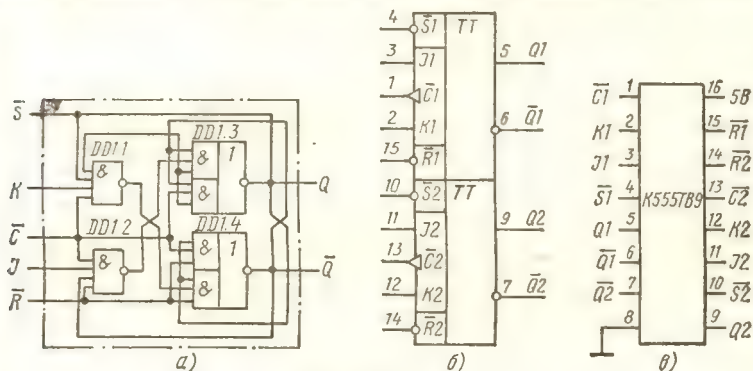 S̅
K
C̅
J
R̅
DD1.1
&
DD1.2
&
DD1.3
&
1
&
DD1.4
&
1
&
Q
Q̅
а)
4 S̅1 TT
3 J1
1 C̅1
2 K1
15 R̅1
5 Q1
6 Q̅1
10 S̅2 TT
11 J2
13 C̅2
12 K2
14 R̅2
9 Q2
7 Q̅2
б)
C̅1 1
K1 2
J1 3
S̅1 4
Q1 5
Q̅1 6
Q̅2 7
8
К555ТВ9
16 5В
15 R̅1
14 R̅2
13 C̅2
12 K2
11 J2
10 S̅2
9 Q2
в)